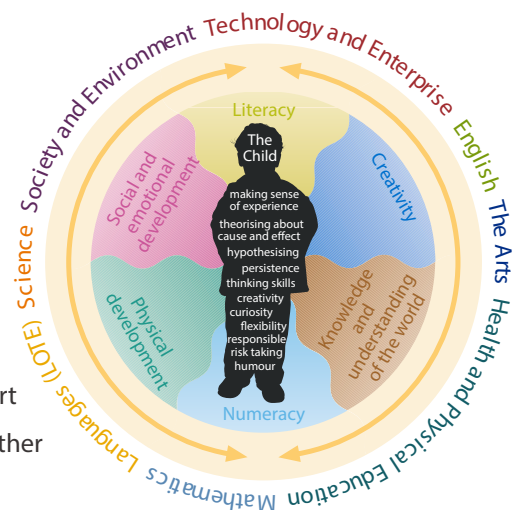 Society and Environment
Technology and Enterprise
English
The Arts
Health and Physical Education
Mathematics
Languages (LOTE)
Science
Literacy
Creativity
Knowledge
and
understanding
of the world
Numeracy
Physical
development
Social and
emotional
development
The
Child
making sense
of experience
theorising about
cause and effect
hypothesising
persistence
thinking skills
creativity
curiosity
flexibility
responsible
risk taking
humour